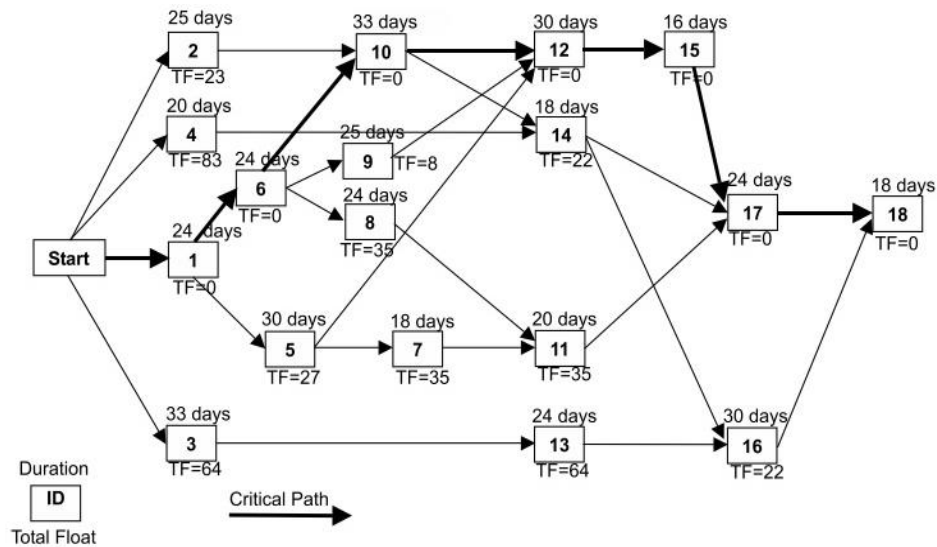 25 days
2
TF=23
33 days
10
TF=0
30 days
12
TF=0
16 days
15
TF=0
20 days
4
TF=83
18 days
14
TF=22
25 days
9
TF=8
24 days
6
TF=0
24 days
8
TF=35
24 days
17
TF=0
18 days
18
TF=0
Start
24 days
1
TF=0
30 days
5
TF=27
18 days
7
TF=35
20 days
11
TF=35
33 days
3
TF=64
24 days
13
TF=64
30 days
16
TF=22
Duration
ID
Total Float
Critical Path